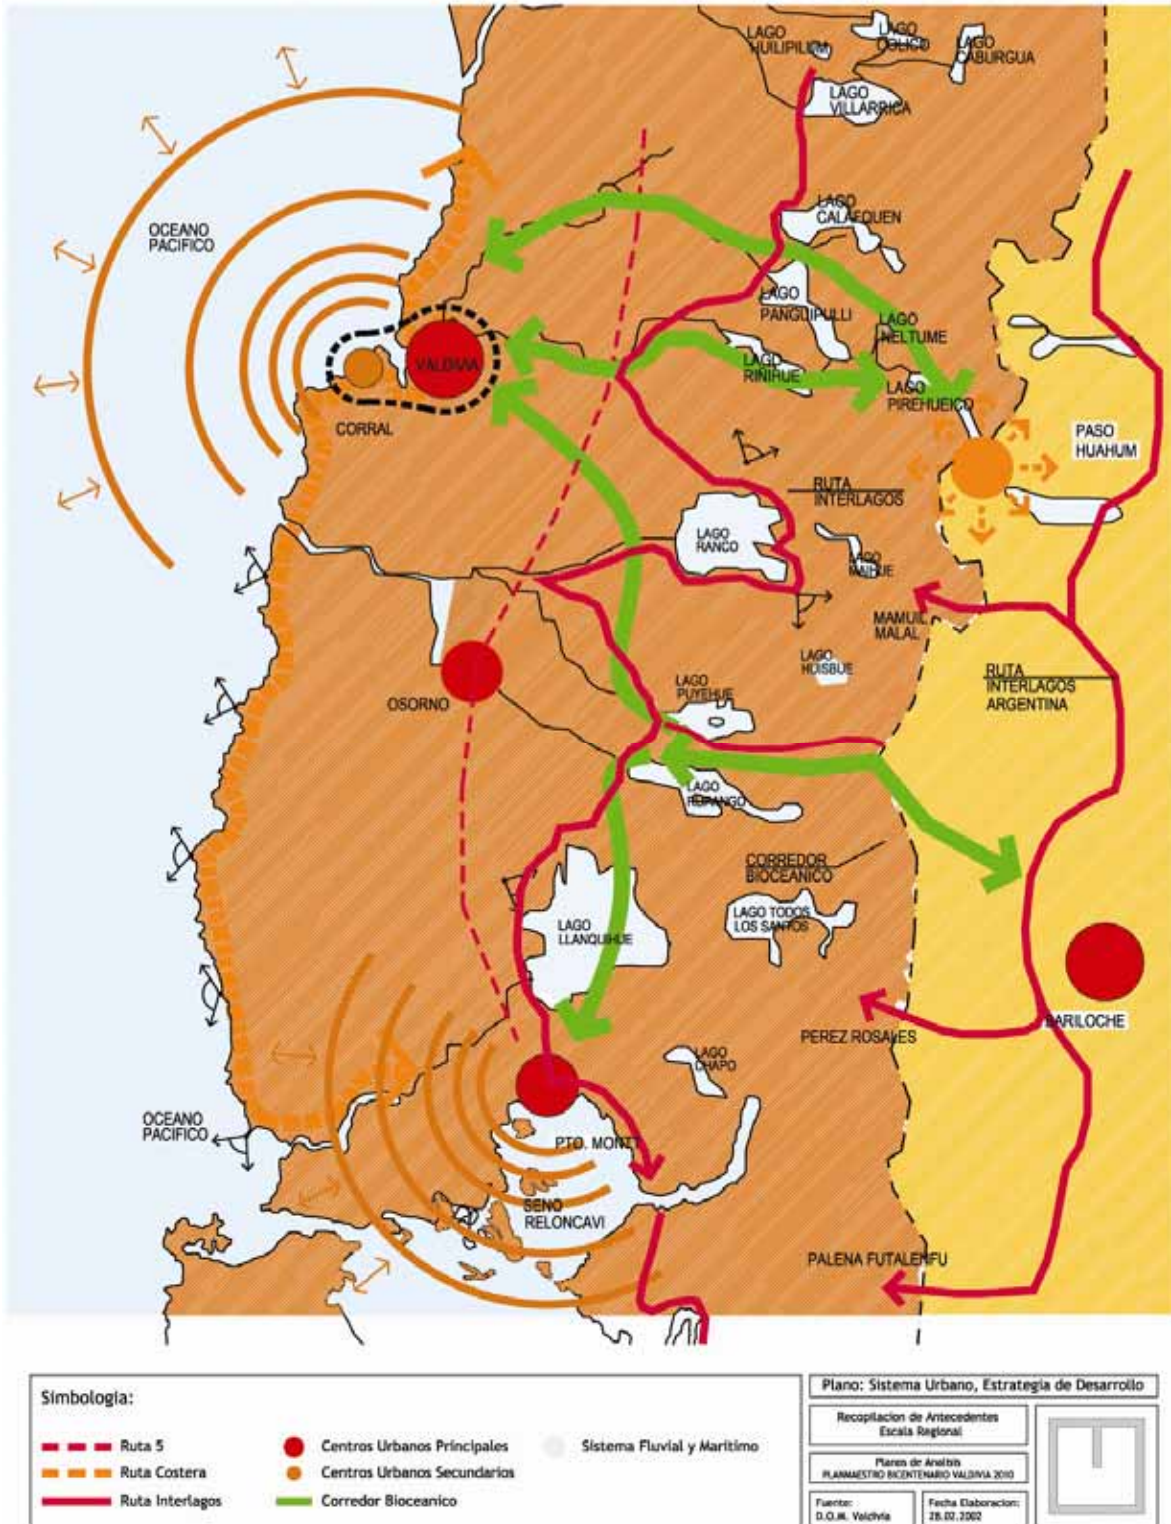 LAGO
HUILIPILUM
LAGO
COLICO
LAGO
CABURGUA
LAGO
VILLARRICA
OCEANO
PACIFICO
LAGO
CALAFQUEN
LAGO
PANGUIPULLI
LAGO
NELTUME
LAGO
RIÑIHUE
LAGO
PIREHUEICO
VALDIVIA
CORRAL
PASO
HUAHUM
RUTA
INTERLAGOS
LAGO
RANCO
LAGO
MAIHUE
MAMUIL
MALAL
LAGO
HUISBUE
RUTA
INTERLAGOS
ARGENTINA
LAGO
PUYEHUE
OSORNO
LAGO
RUPANGO
CORREDOR
BIOCEANICO
LAGO TODOS
LOS SANTOS
LAGO
LLANQUIHUE
BARILOCHE
PEREZ ROSALES
LAGO
CHAPO
OCEANO
PACIFICO
PTO. MONTT
SENO
RELONCAVI
PALENA FUTALENFU
Simbologia:
Ruta 5
Ruta Costera
Ruta Interlagos
Centros Urbanos Principales
Centros Urbanos Secundarios
Corredor Bioceanico
Sistema Fluvial y Maritimo
Plano: Sistema Urbano, Estrategia de Desarrollo
Recopilacion de Antecedentes
Escala Regional
Planos de Analisis
PLANMAESTRO BICENTENARIO VALDIVIA 2010
Fuente:
D.O.M. Valdivia
Fecha Elaboracion:
28.02.2002